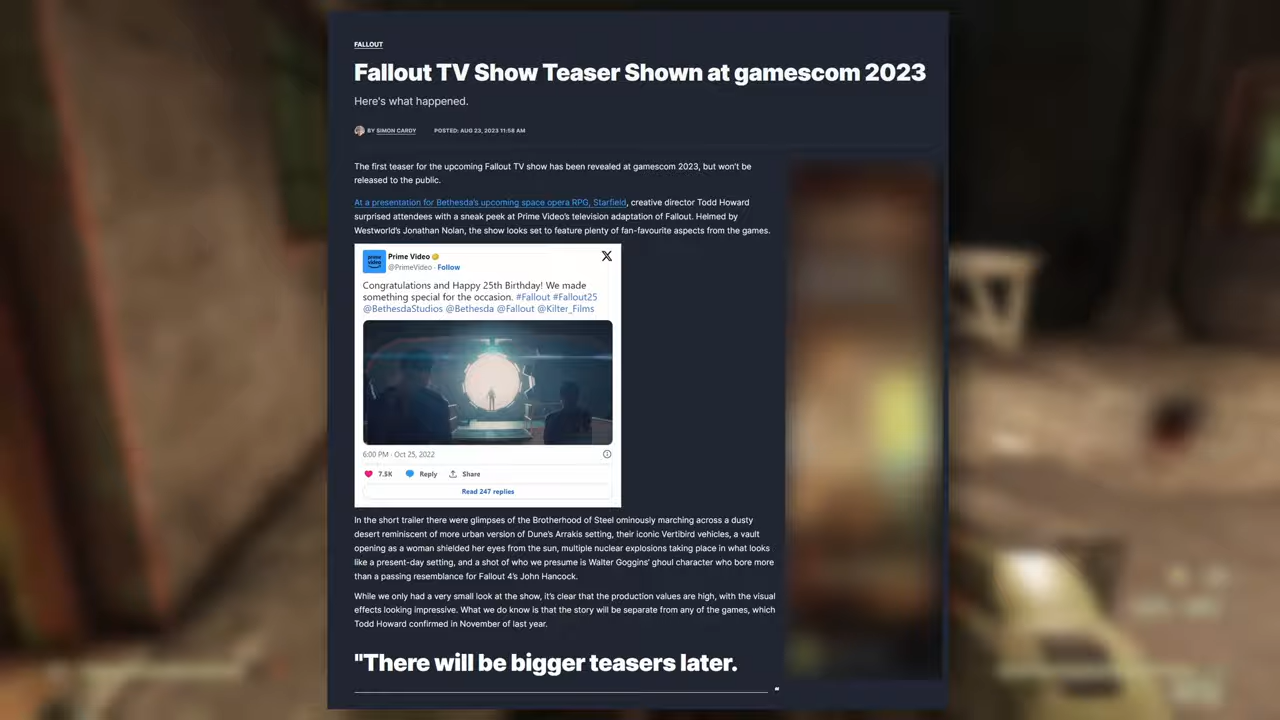 FALLOUT
Fallout TV Show Teaser Shown at gamescom 2023
Here's what happened.
BY SIMON CARDY POSTED: AUG 23, 2023 11:58 AM
The first teaser for the upcoming Fallout TV show has been revealed at gamescom 2023, but won't be
released to the public.
At a presentation for Bethesda's upcoming space opera RPG, Starfield, creative director Todd Howard
surprised attendees with a sneak peek at Prime Video's television adaptation of Fallout. Helmed by
Westworld's Jonathan Nolan, the show looks set to feature plenty of fan-favourite aspects from the games.
prime video
Prime Video
@PrimeVideo · Follow
Congratulations and Happy 25th Birthday! We made
something special for the occasion. #Fallout #Fallout25
@BethesdaStudios @Bethesda @Fallout @Kilter_Films
6:00 PM · Oct 25, 2022
7.5K Reply Share
Read 247 replies
In the short trailer there were glimpses of the Brotherhood of Steel ominously marching across a dusty
desert reminiscent of more urban version of Dune's Arrakis setting, their iconic Vertibird vehicles, a vault
opening as a woman shielded her eyes from the sun, multiple nuclear explosions taking place in what looks
like a present-day setting, and a shot of who we presume is Walter Goggins' ghoul character who bore more
than a passing resemblance for Fallout 4's John Hancock.
While we only had a very small look at the show, it's clear that the production values are high, with the visual
effects looking impressive. What we do know is that the story will be separate from any of the games, which
Todd Howard confirmed in November of last year.
"There will be bigger teasers later.